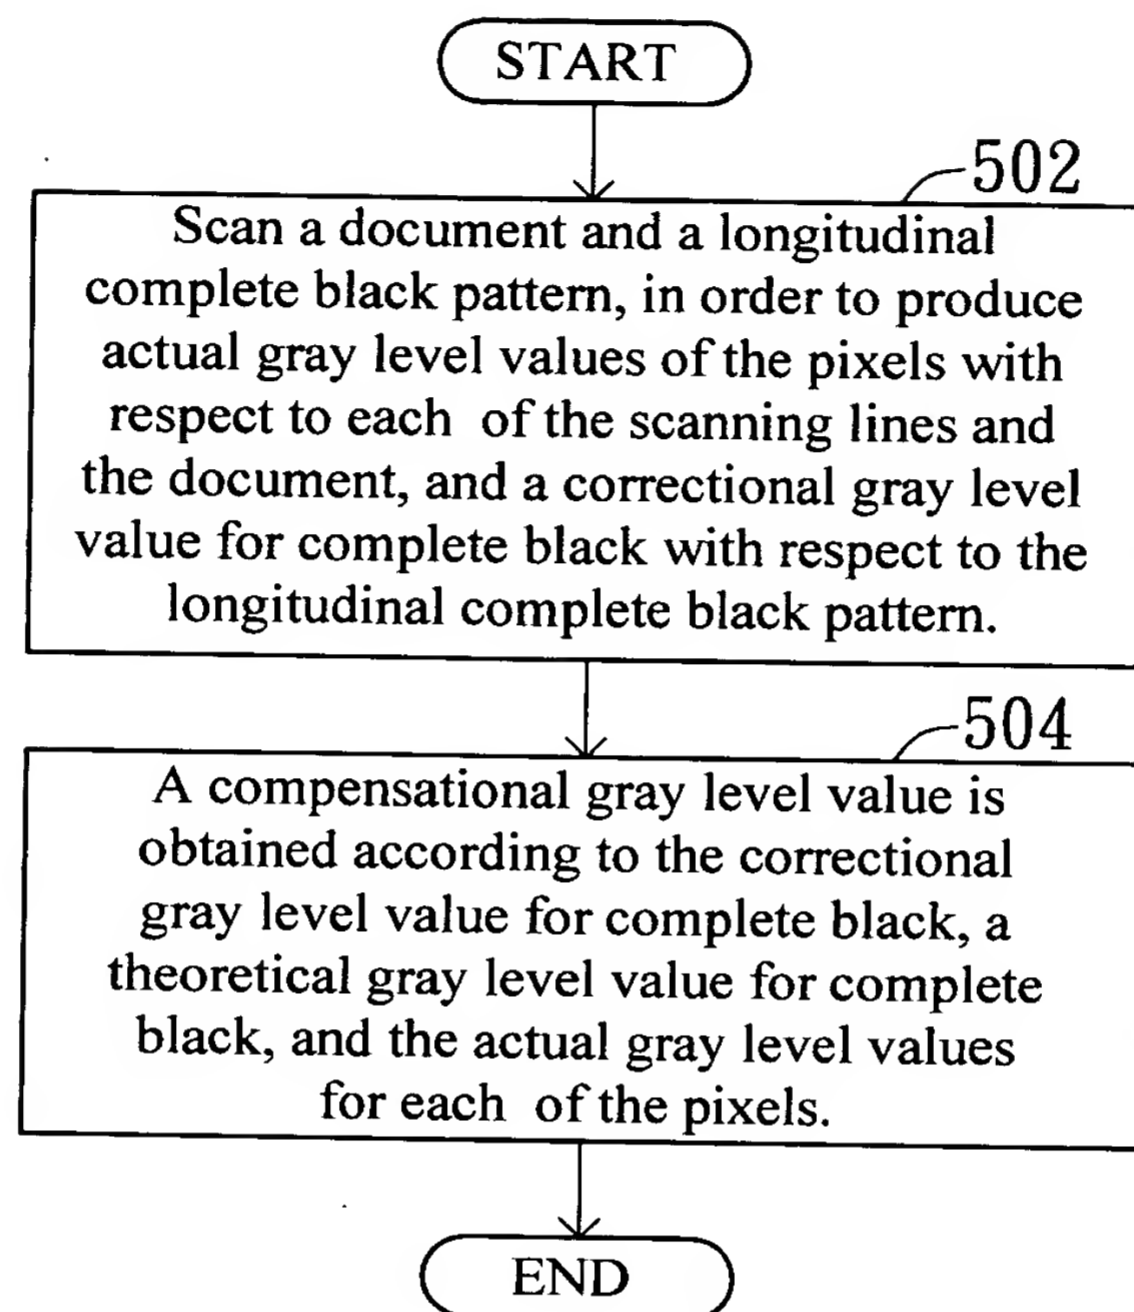 START
502
Scan a document and a longitudinal
complete black pattern, in order to produce
actual gray level values of the pixels with
respect to each of the scanning lines and
the document, and a correctional gray level
value for complete black with respect to the
longitudinal complete black pattern.
504
A compensational gray level value is
obtained according to the correctional
gray level value for complete black, a
theoretical gray level value for complete
black, and the actual gray level values
for each of the pixels.
END